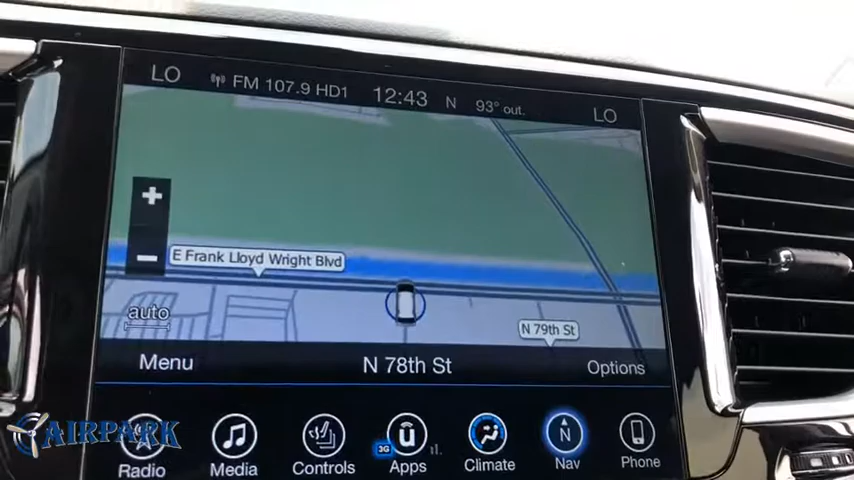 LO FM 107.9 HD1 12:43 N 93° out. LO
+
E Frank Lloyd Wright Blvd
−
auto
N 79th St
Menu N 78th St Options
3G
Radio Media Controls Apps Climate Nav Phone
AIRPARK